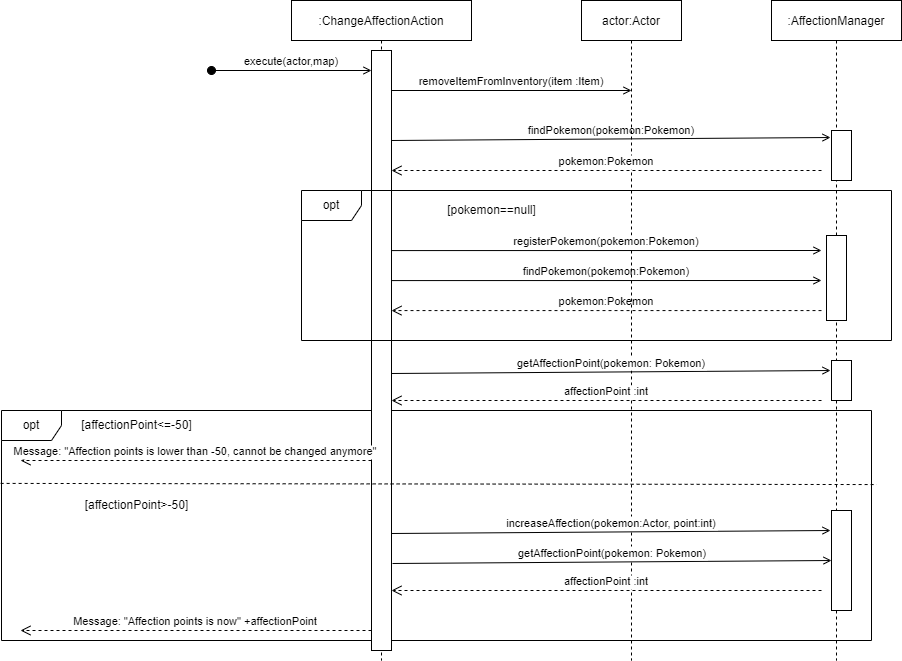 :ChangeAffectionAction
actor:Actor
:AffectionManager
execute(actor,map)
removeItemFromInventory(item :Item)
findPokemon(pokemon:Pokemon)
pokemon:Pokemon
opt
[pokemon==null]
registerPokemon(pokemon:Pokemon)
findPokemon(pokemon:Pokemon)
pokemon:Pokemon
getAffectionPoint(pokemon: Pokemon)
affectionPoint :int
opt
[affectionPoint<=-50]
Message: "Affection points is lower than -50, cannot be changed anymore"
[affectionPoint>-50]
increaseAffection(pokemon:Actor, point:int)
getAffectionPoint(pokemon: Pokemon)
affectionPoint :int
Message: "Affection points is now" +affectionPoint